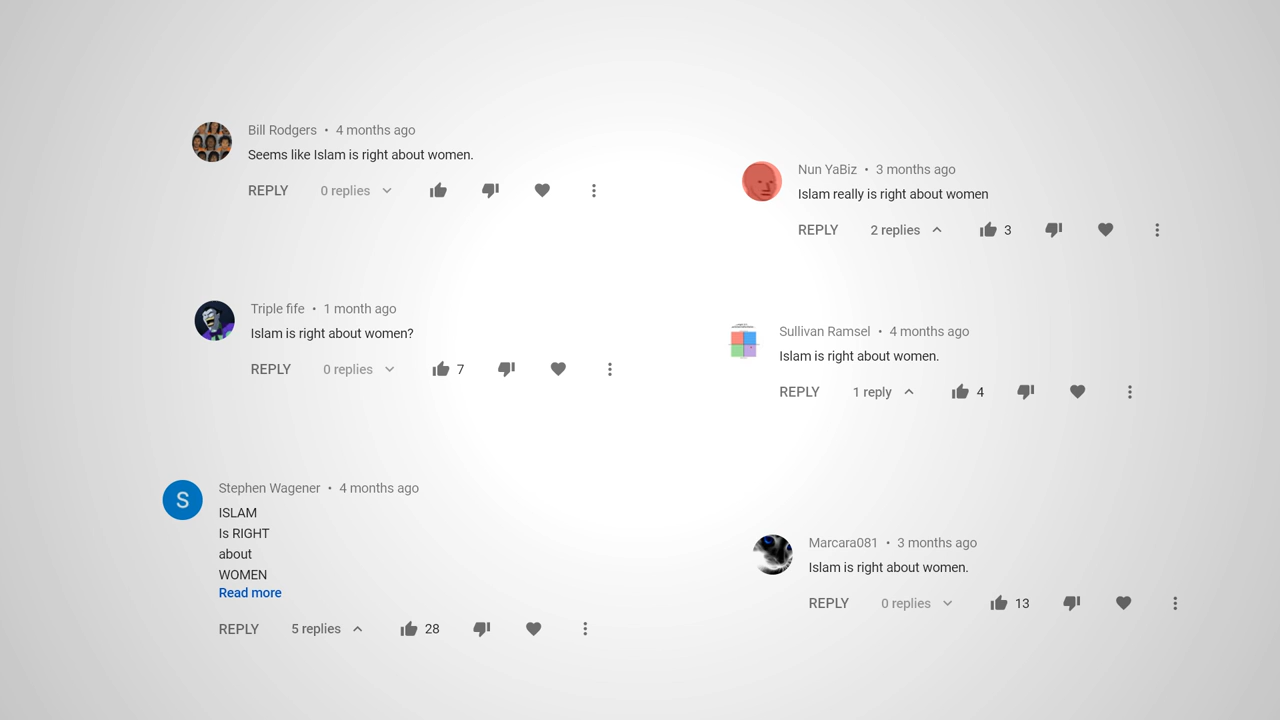 Bill Rodgers • 4 months ago
Seems like Islam is right about women.
REPLY 0 replies
Nun YaBiz • 3 months ago
Islam really is right about women
REPLY 2 replies 3
Triple fife • 1 month ago
Islam is right about women?
REPLY 0 replies 7
Sullivan Ramsel • 4 months ago
Islam is right about women.
REPLY 1 reply 4
Stephen Wagener • 4 months ago
S
ISLAM
Is RIGHT
about
WOMEN
Read more
REPLY 5 replies 28
Marcara081 • 3 months ago
Islam is right about women.
REPLY 0 replies 13